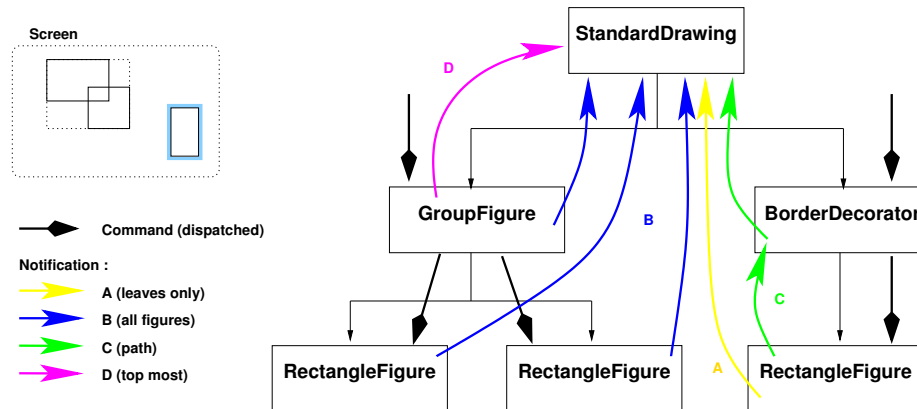 Screen
StandardDrawing
D
GroupFigure
B
BorderDecorator
Command (dispatched)
Notification :
A (leaves only)
B (all figures)
C (path)
D (top most)
C
A
RectangleFigure
RectangleFigure
RectangleFigure